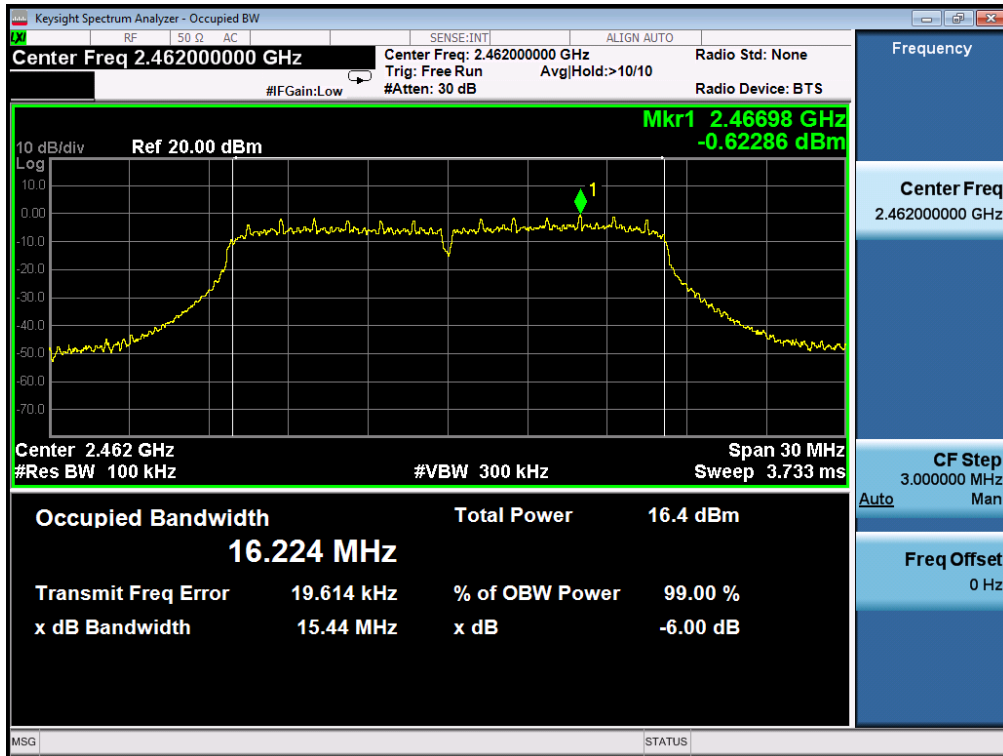 Keysight Spectrum Analyzer - Occupied BW
LXI RF 50 Ω AC SENSE:INT ALIGN AUTO
Center Freq 2.462000000 GHz
Center Freq: 2.462000000 GHz Radio Std: None
Trig: Free Run Avg|Hold:>10/10
#IFGain:Low #Atten: 30 dB Radio Device: BTS
Mkr1 2.46698 GHz
-0.62286 dBm
10 dB/div Ref 20.00 dBm
Log
10.0
0.00
-10.0
-20.0
-30.0
-40.0
-50.0
-60.0
-70.0
1
Center 2.462 GHz Span 30 MHz
#Res BW 100 kHz #VBW 300 kHz Sweep 3.733 ms
Occupied Bandwidth Total Power 16.4 dBm
16.224 MHz
Transmit Freq Error 19.614 kHz % of OBW Power 99.00 %
x dB Bandwidth 15.44 MHz x dB -6.00 dB
Frequency
Center Freq
2.462000000 GHz
CF Step
3.000000 MHz
Auto Man
Freq Offset
0 Hz
MSG STATUS